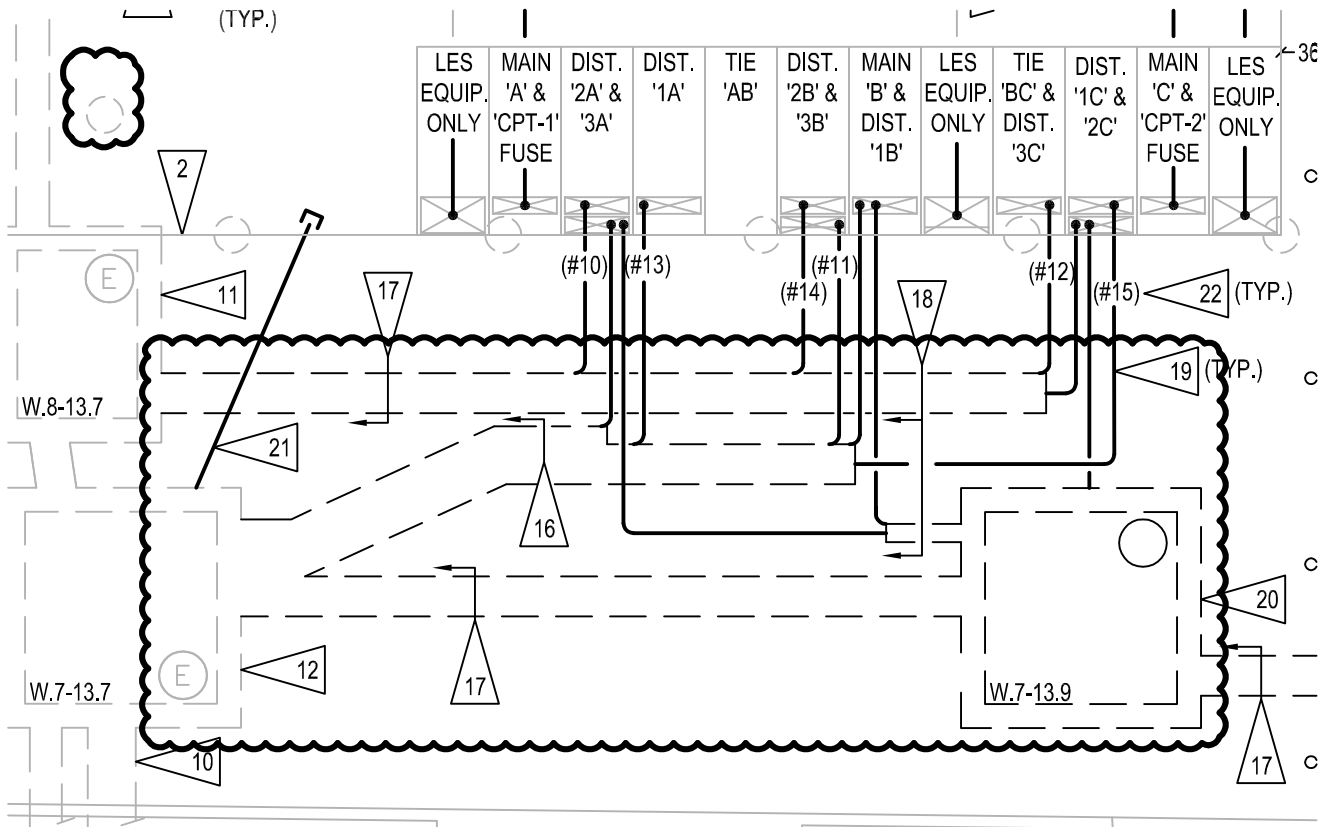 (TYP.)
LES
EQUIP.
ONLY
MAIN
'A' &
'CPT-1'
FUSE
DIST.
'2A' &
'3A'
DIST.
'1A'
TIE
'AB'
DIST.
'2B' &
'3B'
MAIN
'B' &
DIST.
'1B'
LES
EQUIP.
ONLY
TIE
'BC' &
DIST.
'3C'
DIST.
'1C' &
'2C'
MAIN
'C' &
'CPT-2'
FUSE
LES
EQUIP.
ONLY
2
E
11
17
(#10)
(#13)
(#14)
(#11)
18
(#12)
(#15)
22 (TYP.)
19 (TYP.)
W.8-13.7
21
16
20
W.7-13.7
E
12
17
W.7-13.9
10
17